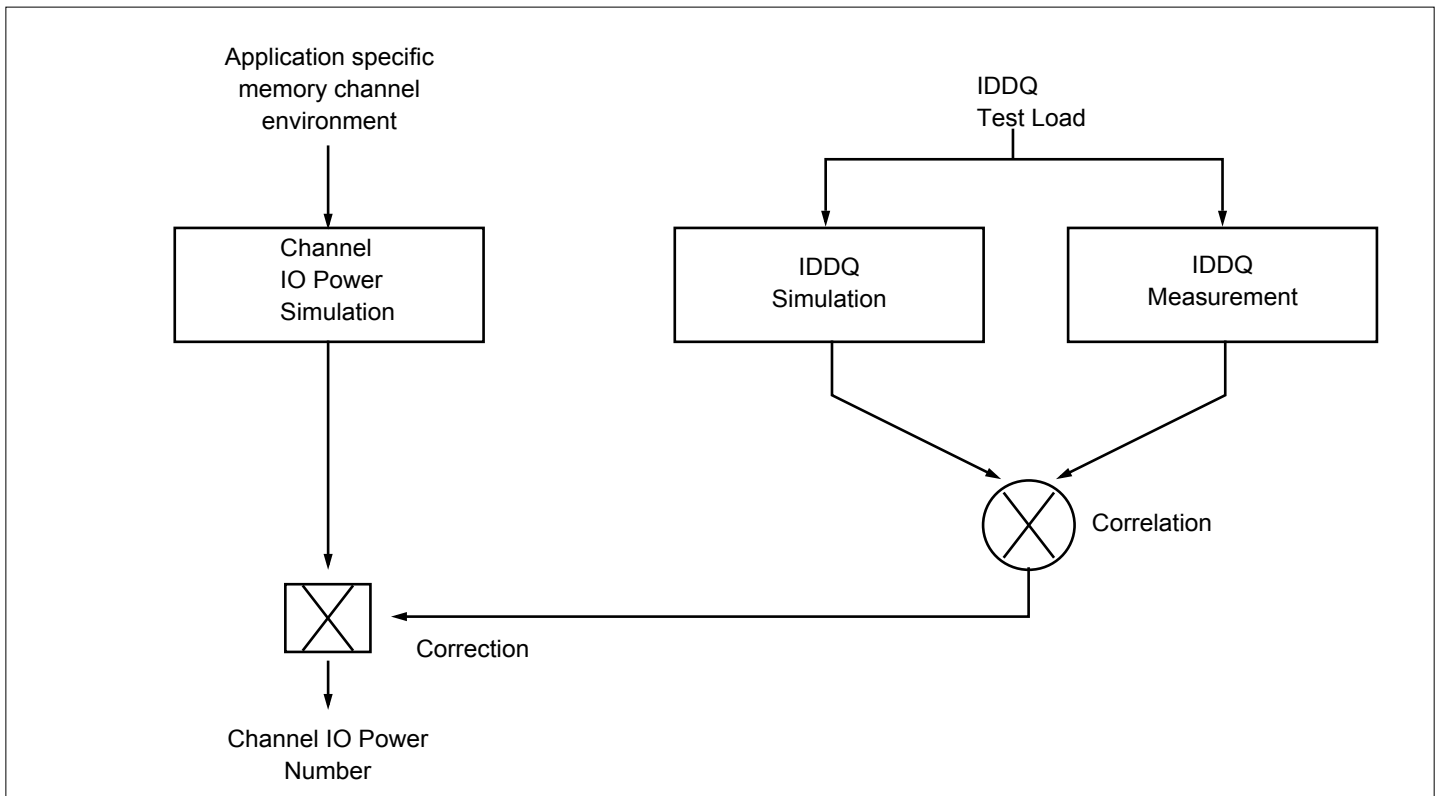 Application specific
memory channel
environment
IDDQ
Test Load
Channel
IO Power
Simulation
IDDQ
Simulation
IDDQ
Measurement
Correlation
Correction
Channel IO Power
Number